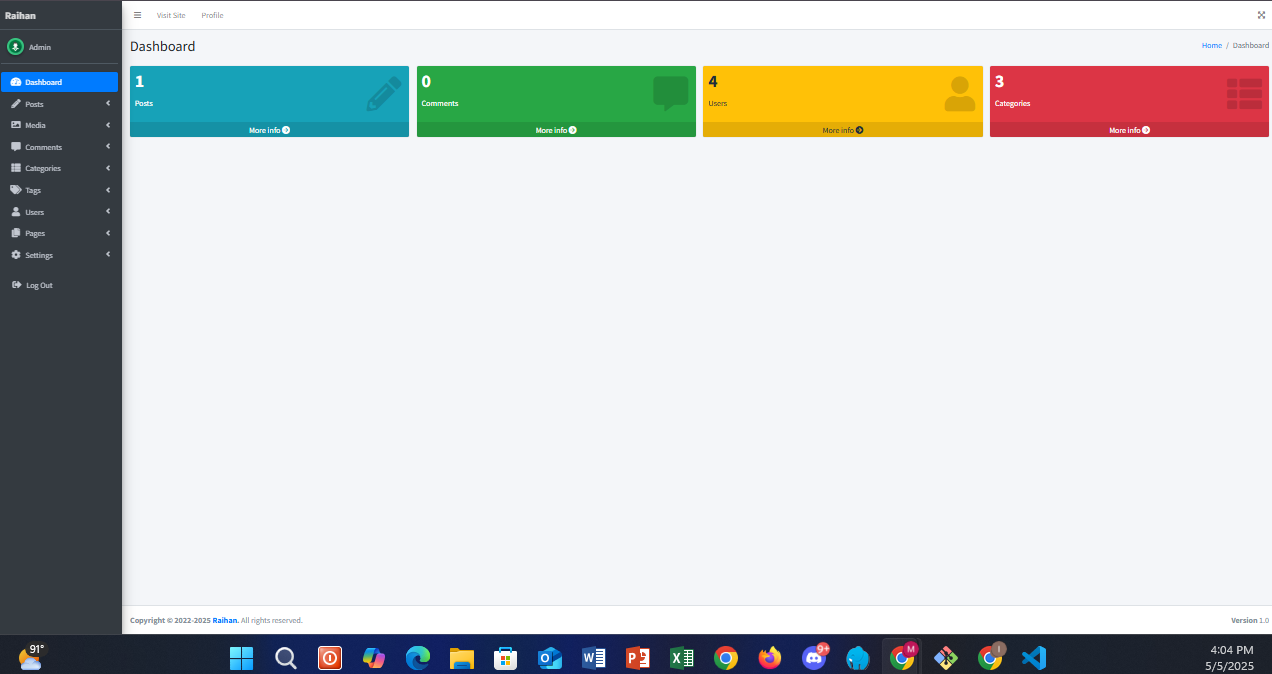 Raihan
Visit Site Profile
Admin
Dashboard
Home / Dashboard
Dashboard
Posts
Media
Comments
Categories
Tags
Users
Pages
Settings
Log Out
1
Posts
More info
0
Comments
More info
4
Users
More info
3
Categories
More info
Copyright © 2022-2025 Raihan. All rights reserved.
Version 1.0
91°
9+
M
I
4:04 PM
5/5/2025